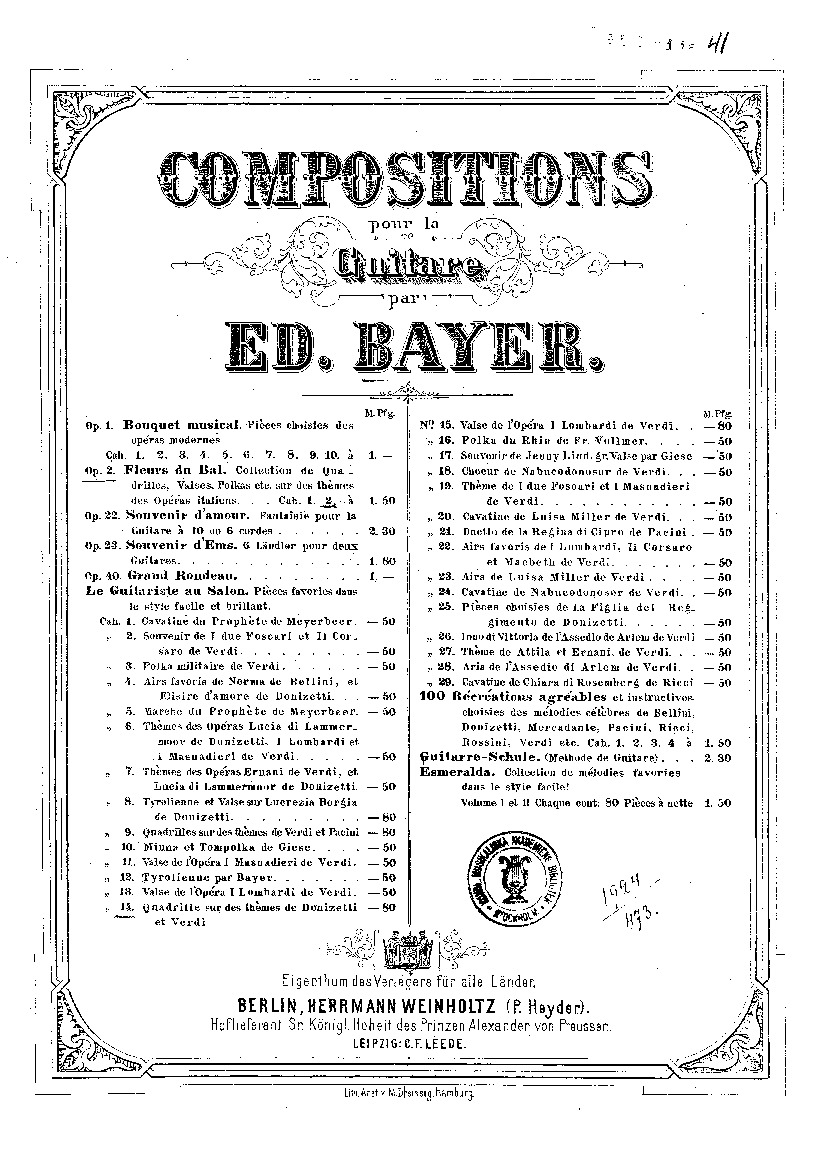 41
COMPOSITIONS
pour la
Guitare
par
ED. BAYER.
M. Pfg.
Op. 1. Bouquet musical. Pièces choisies des
opéras modernes
Cah. 1. 2. 3. 4. 5. 6. 7. 8. 9. 10. à 1. —
Op. 2. Fleurs du Bal. Collection de Qua-
drilles, Valses, Polkas etc. sur des thèmes
des Opéras italiens. . . . Cah. 1. 2. à 1. 50
Op. 22. Souvenir d'amour. Fantaisie pour la
Guitare à 10 ou 6 cordes . . . . . . 2. 30
Op. 23. Souvenir d'Ems. 6 Ländler pour deux
Guitares. . . . . . . . . . . . . 1. 80
Op. 40. Grand Rondeau. . . . . . . . . 1. —
Le Guitariste au Salon. Pièces favories dans
le style facile et brillant.
Cah. 1. Cavatine du Prophète de Meyerbeer. — 50
„ 2. Souvenir de I due Foscari et Il Cor-
saro de Verdi. . . . . . . . . . — 50
„ 3. Polka militaire de Verdi. . . . . . — 50
„ 4. Airs favoris de Norma de Bellini, et
Elisire d'amore de Donizetti. . . — 50
„ 5. Marche du Prophète de Meyerbeer. — 50
„ 6. Thèmes des Opéras Lucia di Lammer-
moor de Donizetti, I Lombardi et
i Masnadieri de Verdi. . . . . . — 50
„ 7. Thèmes des Opéras Ernani de Verdi, et
Lucia di Lammermoor de Donizetti. — 50
„ 8. Tyrolienne et Valse sur Lucrezia Borgia
de Donizetti. . . . . . . . . . — 80
„ 9. Quadrilles sur des thèmes de Verdi et Pacini — 80
„ 10. Minna et Tompolka de Giese. . . . — 50
„ 11. Valse de l'Opéra I Masnadieri de Verdi. — 50
„ 12. Tyrolienne par Bayer. . . . . . . — 50
„ 13. Valse de l'Opéra I Lombardi de Verdi. — 50
„ 14. Quadrille sur des thèmes de Donizetti — 80
et Verdi
M. Pfg.
No. 15. Valse de l'Opéra I Lombardi de Verdi. . — 80
„ 16. Polka du Rhin de Fr. Vollmer. . . . . — 50
„ 17. Souvenir de Jenny Lind. gr. Valse par Giese — 50
„ 18. Choeur de Nabucodonosor de Verdi. . . — 50
„ 19. Thème de I due Foscari et I Masnadieri
de Verdi. . . . . . . . . . . . — 50
„ 20. Cavatine de Luisa Miller de Verdi. . . — 50
„ 21. Duetto de la Regina di Cipro de Pacini . — 50
„ 22. Airs favoris de I Lombardi, Il Corsaro
et Macbeth de Verdi. . . . . . . — 50
„ 23. Airs de Luisa Miller de Verdi . . . . — 50
„ 24. Cavatine de Nabucodonosor de Verdi. . — 50
„ 25. Pièces choisies de La Figlia del Reg-
gimento de Donizetti. . . . . . — 50
„ 26. Inno di Vittoria de l'Assedio de Arlem de Verdi — 50
„ 27. Thème de Attila et Ernani, de Verdi. . . — 50
„ 28. Aria de l'Assedio di Arlem de Verdi. . — 50
„ 29. Cavatine de Chiara di Rosemberg de Ricci — 50
100 Récréations agréables et instructives
choisies des mélodies célèbres de Bellini,
Donizetti, Mercadante, Pacini, Ricci,
Rossini, Verdi etc. Cah. 1. 2. 3. 4 à 1. 50
Guitarre-Schule. (Methode de Guitare). . . . 2. 30
Esmeralda. Collection de mélodies favories
dans le style facile!
Volume I et II Chaque cont: 80 Pièces à nette 1. 50
KONGL. MUSIKALISKA AKADEMIENS BIBLIOTEK
STOCKHOLM
Eigenthum des Verlegers für alle Länder.
BERLIN, HERRMANN WEINHOLTZ (P. Heyder).
Hoflieferant Sr. Königl. Hoheit des Prinzen Alexander von Preussen.
LEIPZIG: C. F. LEEDE.